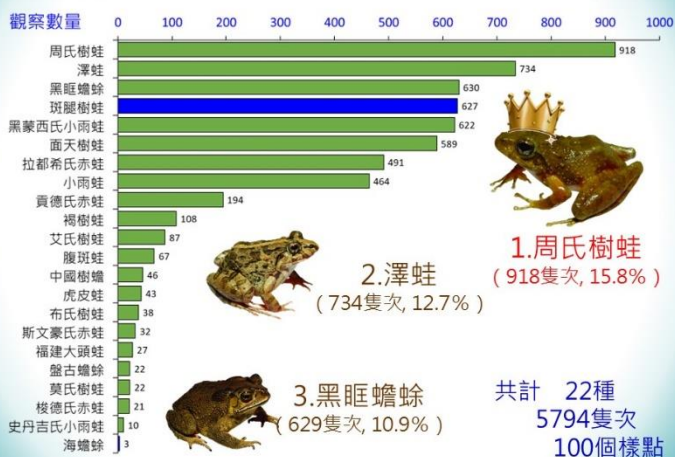 觀察數量
0 100 200 300 400 500 600 700 800 900 1000
周氏樹蛙 918
澤蛙 734
黑眶蟾蜍 630
斑腿樹蛙 627
黑蒙西氏小雨蛙 622
面天樹蛙 589
拉都希氏赤蛙 491
小雨蛙 464
貢德氏赤蛙 194
褐樹蛙 108
艾氏樹蛙 87
腹斑蛙 67
中國樹蟾 46
虎皮蛙 43
布氏樹蛙 38
斯文豪氏赤蛙 32
福建大頭蛙 27
盤古蟾蜍 22
莫氏樹蛙 22
梭德氏赤蛙 21
史丹吉氏小雨蛙 10
海蟾蜍 3
1.周氏樹蛙
(918隻次, 15.8%)
2.澤蛙
(734隻次, 12.7%)
3.黑眶蟾蜍
(629隻次, 10.9%)
共計 22種
5794隻次
100個樣點